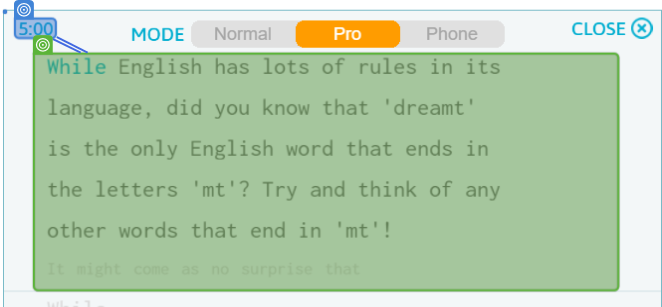 5:00
MODE Normal Pro Phone CLOSE
While English has lots of rules in its
language, did you know that 'dreamt'
is the only English word that ends in
the letters 'mt'? Try and think of any
other words that end in 'mt'!
It might come as no surprise that
While